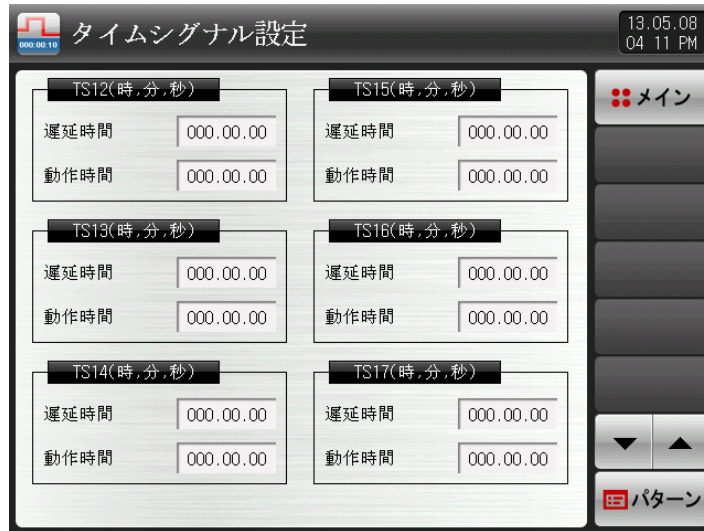 000:00:10
タイムシグナル設定
13.05.08
04 11 PM
TS12(時,分,秒)
遅延時間 000.00.00
動作時間 000.00.00
TS13(時,分,秒)
遅延時間 000.00.00
動作時間 000.00.00
TS14(時,分,秒)
遅延時間 000.00.00
動作時間 000.00.00
TS15(時,分,秒)
遅延時間 000.00.00
動作時間 000.00.00
TS16(時,分,秒)
遅延時間 000.00.00
動作時間 000.00.00
TS17(時,分,秒)
遅延時間 000.00.00
動作時間 000.00.00
メイン
パターン